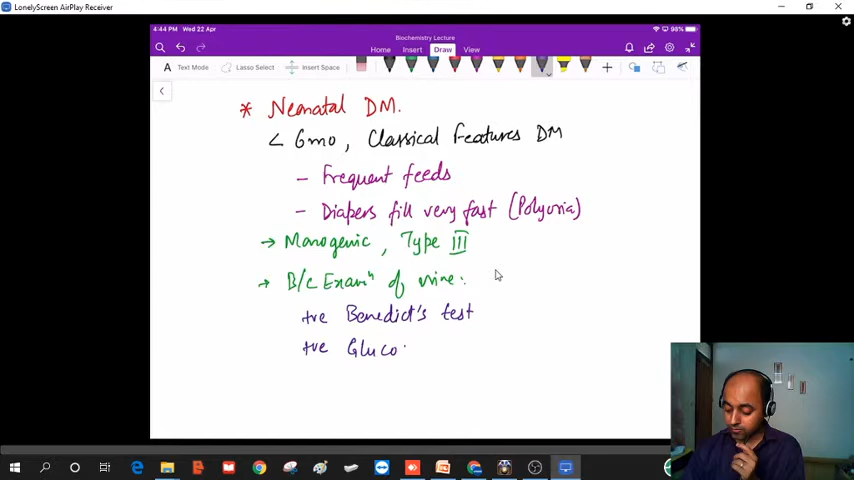 LonelyScreen AirPlay Receiver
4:44 PM Wed 22 Apr
98%
Biochemistry Lecture
Home Insert Draw View
Text Mode Lasso Select Insert Space
* Neonatal DM.
< 6mo, Classical Features DM
- Frequent feeds
- Diapers fill very fast (Polyuria)
→ Monogenic, Type III
→ B/c Examⁿ of urine:
+ve Benedict's test
+ve Gluco